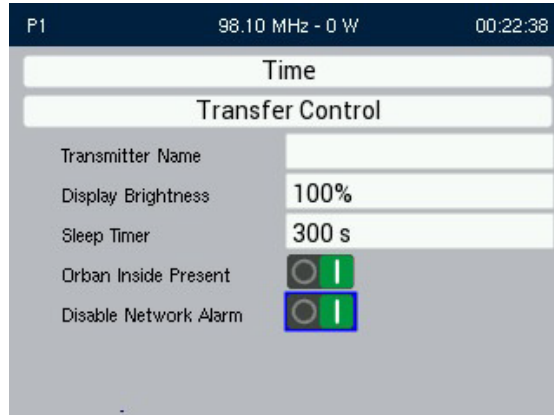 P1 98.10 MHz - 0 W 00:22:38
Time
Transfer Control
Transmitter Name
Display Brightness 100%
Sleep Timer 300 s
Orban Inside Present
Disable Network Alarm